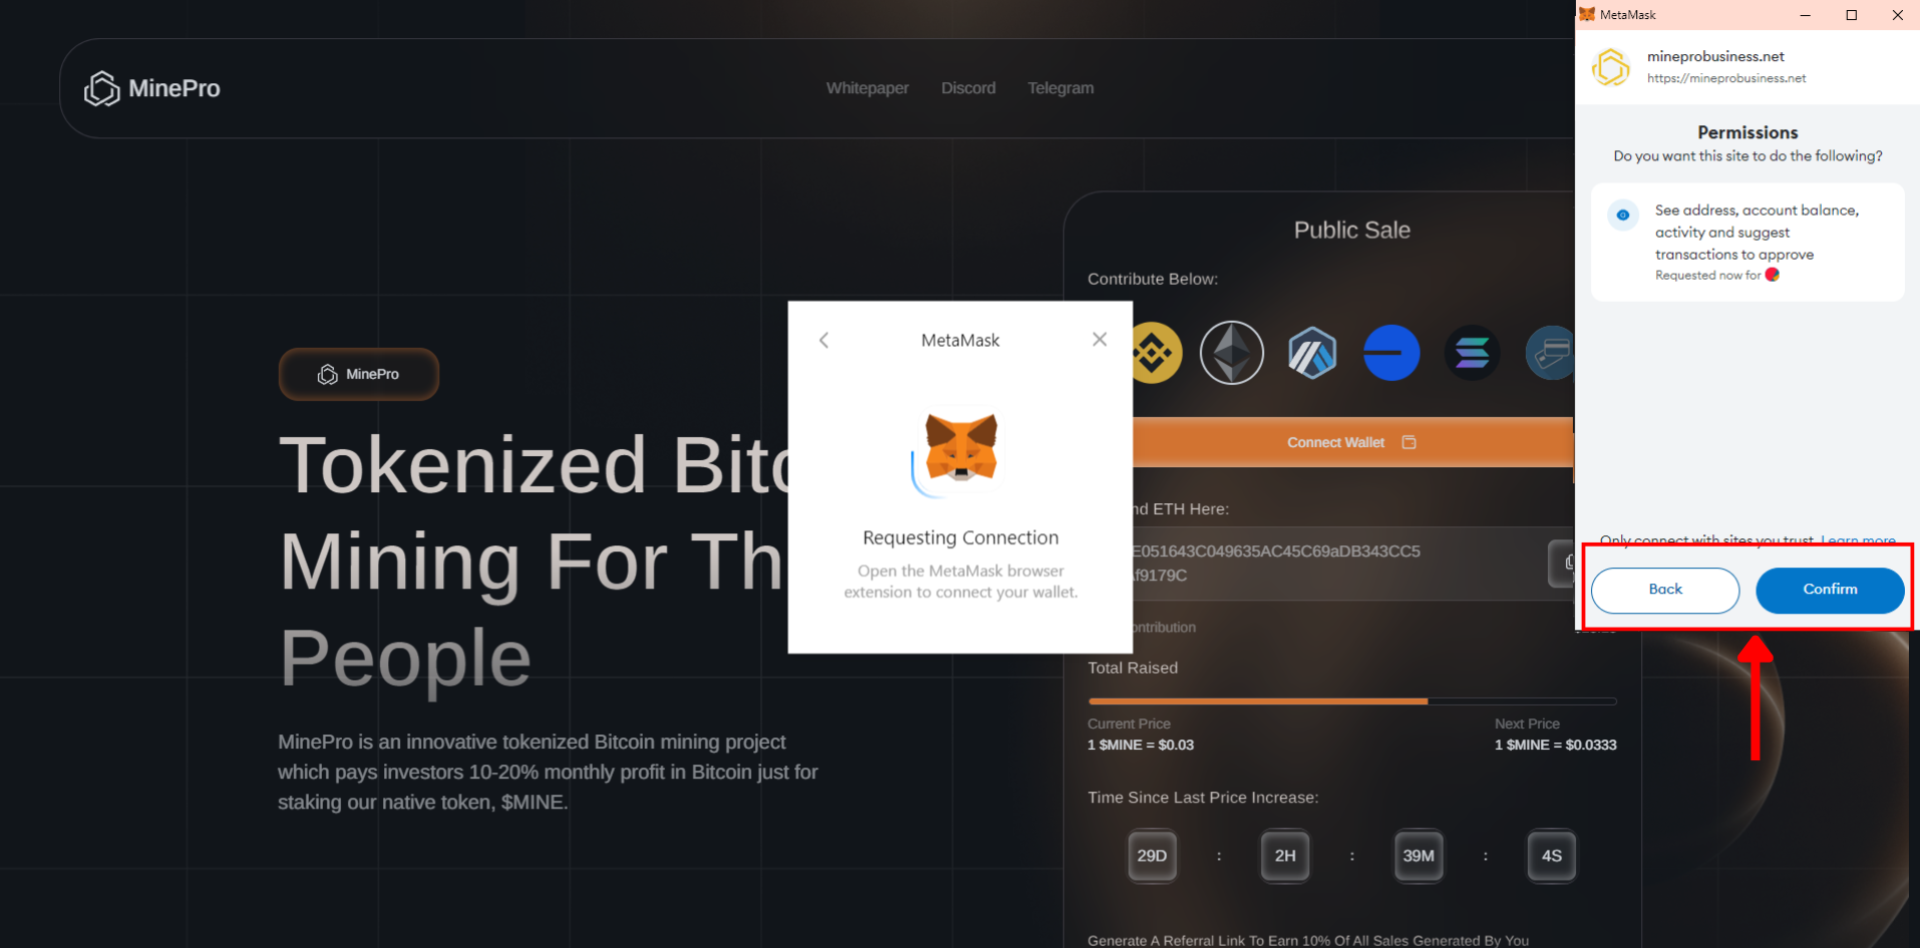 MinePro
Whitepaper
Discord
Telegram
MinePro
Tokenized
Mining For
People
MinePro is an innovative tokenized Bitcoin mining project
which pays investors 10-20% monthly profit in Bitcoin just for
staking our native token, $MINE.
MetaMask
Requesting Connection
Open the MetaMask browser
extension to connect your wallet.
Public Sale
Contribute Below:
Connect Wallet
ETH Here:
E051643C049635AC45C69aDB343CC5
f9179C
Total Raised
Current Price
Next Price
1 $MINE = $0.03
1 $MINE = $0.0333
Time Since Last Price Increase:
29D : 2H : 39M : 4S
Generate A Referral Link To Earn 10% Of All Sales Generated By You
MetaMask
mineprobusiness.net
https://mineprobusiness.net
Permissions
Do you want this site to do the following?
See address, account balance,
activity and suggest
transactions to approve
Requested now for
Only connect with sites you trust. Learn more
Back
Confirm